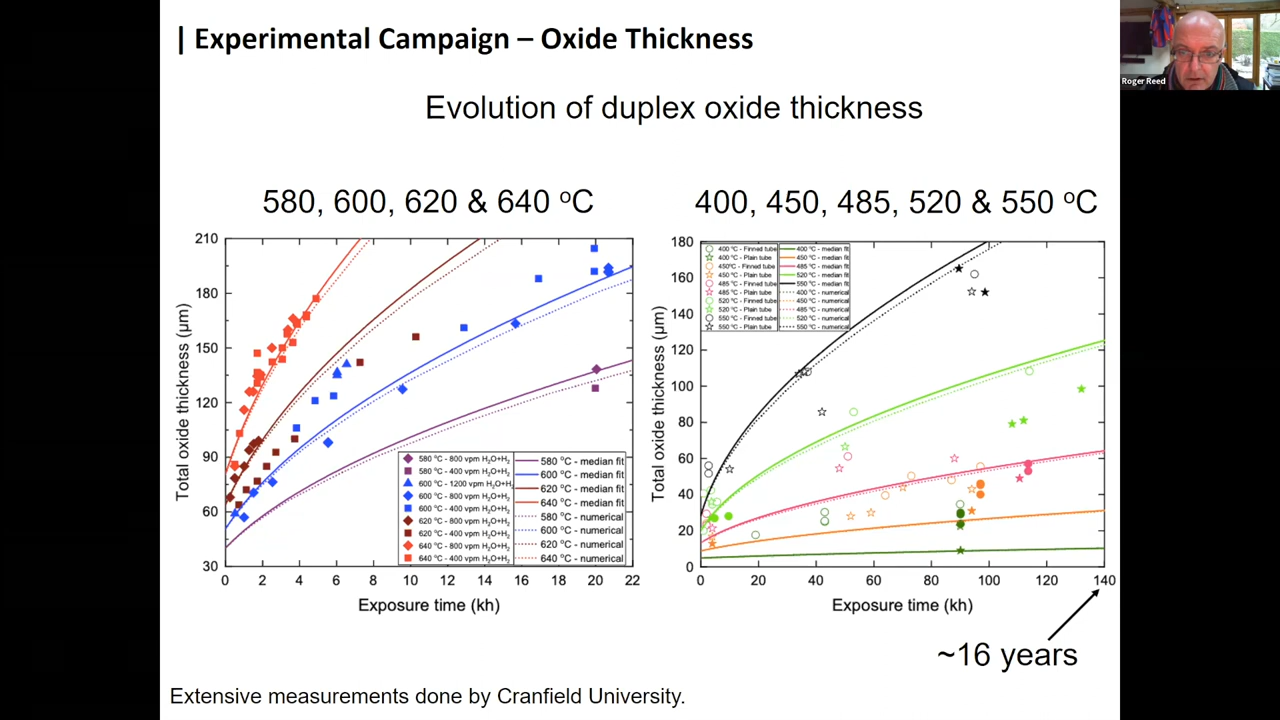 | Experimental Campaign – Oxide Thickness
Roger Reed
Evolution of duplex oxide thickness
580, 600, 620 & 640 ºC
400, 450, 485, 520 & 550 ºC
Total oxide thickness (μm)
210
180
150
120
90
60
30
0 2 4 6 8 10 12 14 16 18 20 22
Exposure time (kh)
580 °C - 800 vpm H₂O+H₂
580 °C - 400 vpm H₂O+H₂
600 °C - 1200 vpm H₂O+H₂
600 °C - 800 vpm H₂O+H₂
600 °C - 400 vpm H₂O+H₂
620 °C - 800 vpm H₂O+H₂
620 °C - 400 vpm H₂O+H₂
640 °C - 800 vpm H₂O+H₂
640 °C - 400 vpm H₂O+H₂
580 °C - median fit
600 °C - median fit
620 °C - median fit
640 °C - median fit
580 °C - numerical
600 °C - numerical
620 °C - numerical
640 °C - numerical
Total oxide thickness (μm)
180
160
140
120
100
80
60
40
20
0
0 20 40 60 80 100 120 140
Exposure time (kh)
400 °C - Finned tube
400 °C - Plain tube
450°C - Finned tube
450 °C - Plain tube
485 °C - Finned tube
485 °C - Plain tube
520 °C - Finned tube
520 °C - Plain tube
550 °C - Finned tube
550 °C - Plain tube
400 °C - median fit
450 °C - median fit
485 °C - median fit
520 °C - median fit
550 °C - median fit
400 °C - numerical
450 °C - numerical
485 °C - numerical
520 °C - numerical
550 °C - numerical
~16 years
Extensive measurements done by Cranfield University.